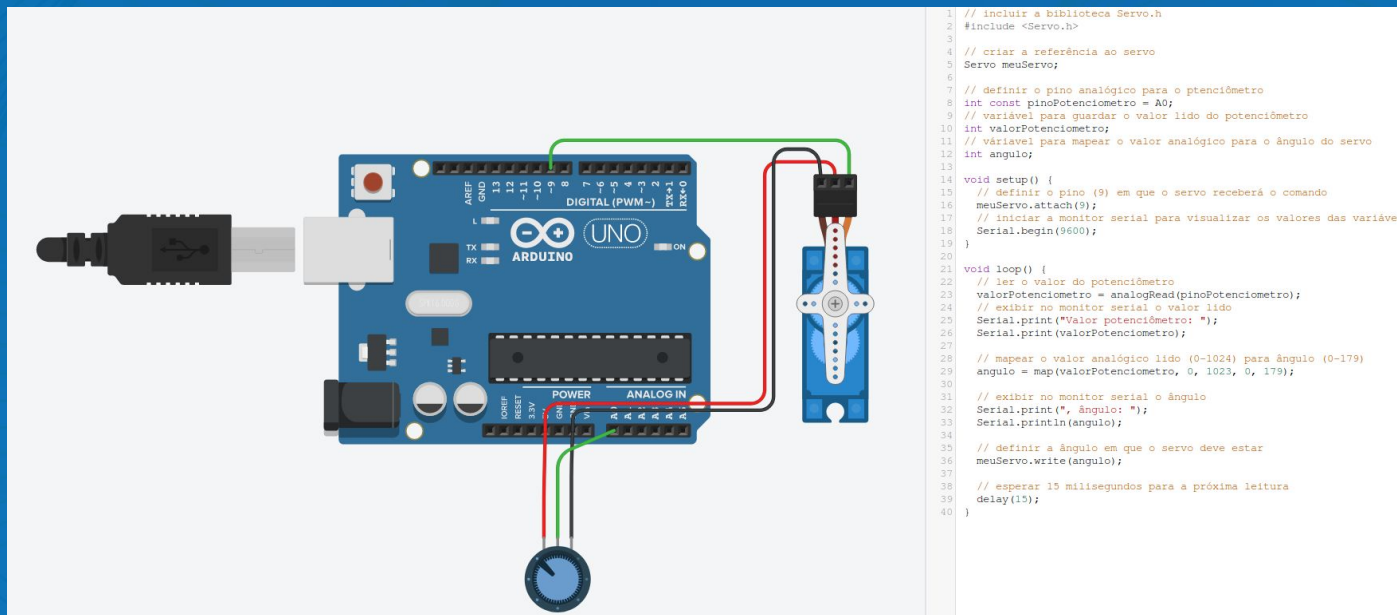 AREF
GND
13
12
~11
~10
~9
8
7
~6
~5
4
~3
2
TX→1
RX←0
DIGITAL (PWM~)
L
TX
RX
UNO
ARDUINO
ON
POWER
ANALOG IN
IOREF
RESET
3.3V
1 // incluir a biblioteca Servo.h
2 #include <Servo.h>
3
4 // criar a referência ao servo
5 Servo meuServo;
6
7 // definir o pino analógico para o ptenciômetro
8 int const pinoPotenciometro = A0;
9 // variável para guardar o valor lido do potenciômetro
10 int valorPotenciometro;
11 // váriavel para mapear o valor analógico para o ângulo do servo
12 int angulo;
13
14 void setup() {
15 // definir o pino (9) em que o servo receberá o comando
16 meuServo.attach(9);
17 // iniciar a monitor serial para visualizar os valores das variáve
18 Serial.begin(9600);
19 }
20
21 void loop() {
22 // ler o valor do potenciômetro
23 valorPotenciometro = analogRead(pinoPotenciometro);
24 // exibir no monitor serial o valor lido
25 Serial.print("Valor potenciômetro: ");
26 Serial.print(valorPotenciometro);
27
28 // mapear o valor analógico lido (0-1024) para ângulo (0-179)
29 angulo = map(valorPotenciometro, 0, 1023, 0, 179);
30
31 // exibir no monitor serial o ângulo
32 Serial.print(", ângulo: ");
33 Serial.println(angulo);
34
35 // definir a ângulo em que o servo deve estar
36 meuServo.write(angulo);
37
38 // esperar 15 milisegundos para a próxima leitura
39 delay(15);
40 }